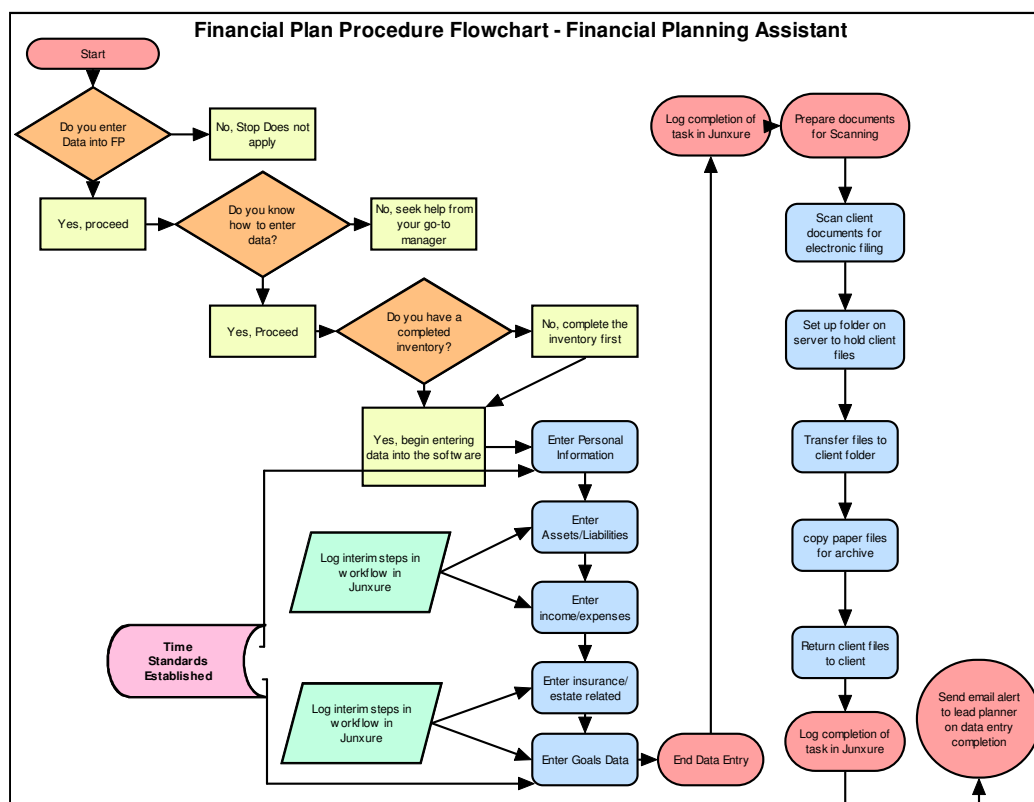 Financial Plan Procedure Flowchart - Financial Planning Assistant
Start
Do you enter
Data into FP
No, Stop Does not
apply
Yes, proceed
Do you know
how to enter
data?
No, seek help from
your go-to
manager
Yes, Proceed
Do you have a
completed
inventory?
No, complete the
inventory first
Yes, begin entering
data into the software
Enter Personal
Information
Enter
Assets/Liabilities
Log interim steps in
workflow in
Junxure
Enter
income/expenses
Time
Standards
Established
Enter insurance/
estate related
Log interim steps in
workflow in
Junxure
Enter Goals Data
End Data Entry
Log completion of
task in Junxure
Prepare documents
for Scanning
Scan client
documents for
electronic filing
Set up folder on
server to hold client
files
Transfer files to
client folder
copy paper files
for archive
Return client files
to client
Log completion of
task in Junxure
Send email alert
to lead planner
on data entry
completion